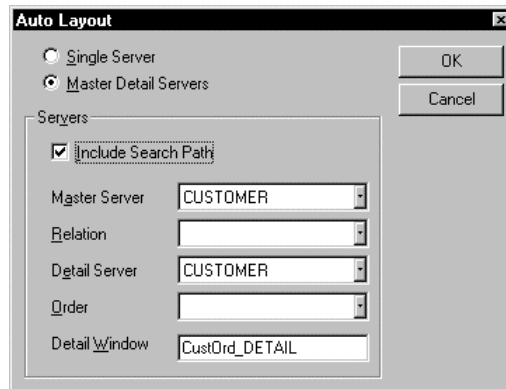 Auto Layout
Single Server
Master Detail Servers
OK
Cancel
Servers
Include Search Path
Master Server CUSTOMER
Relation
Detail Server CUSTOMER
Order
Detail Window CustOrd_DETAIL